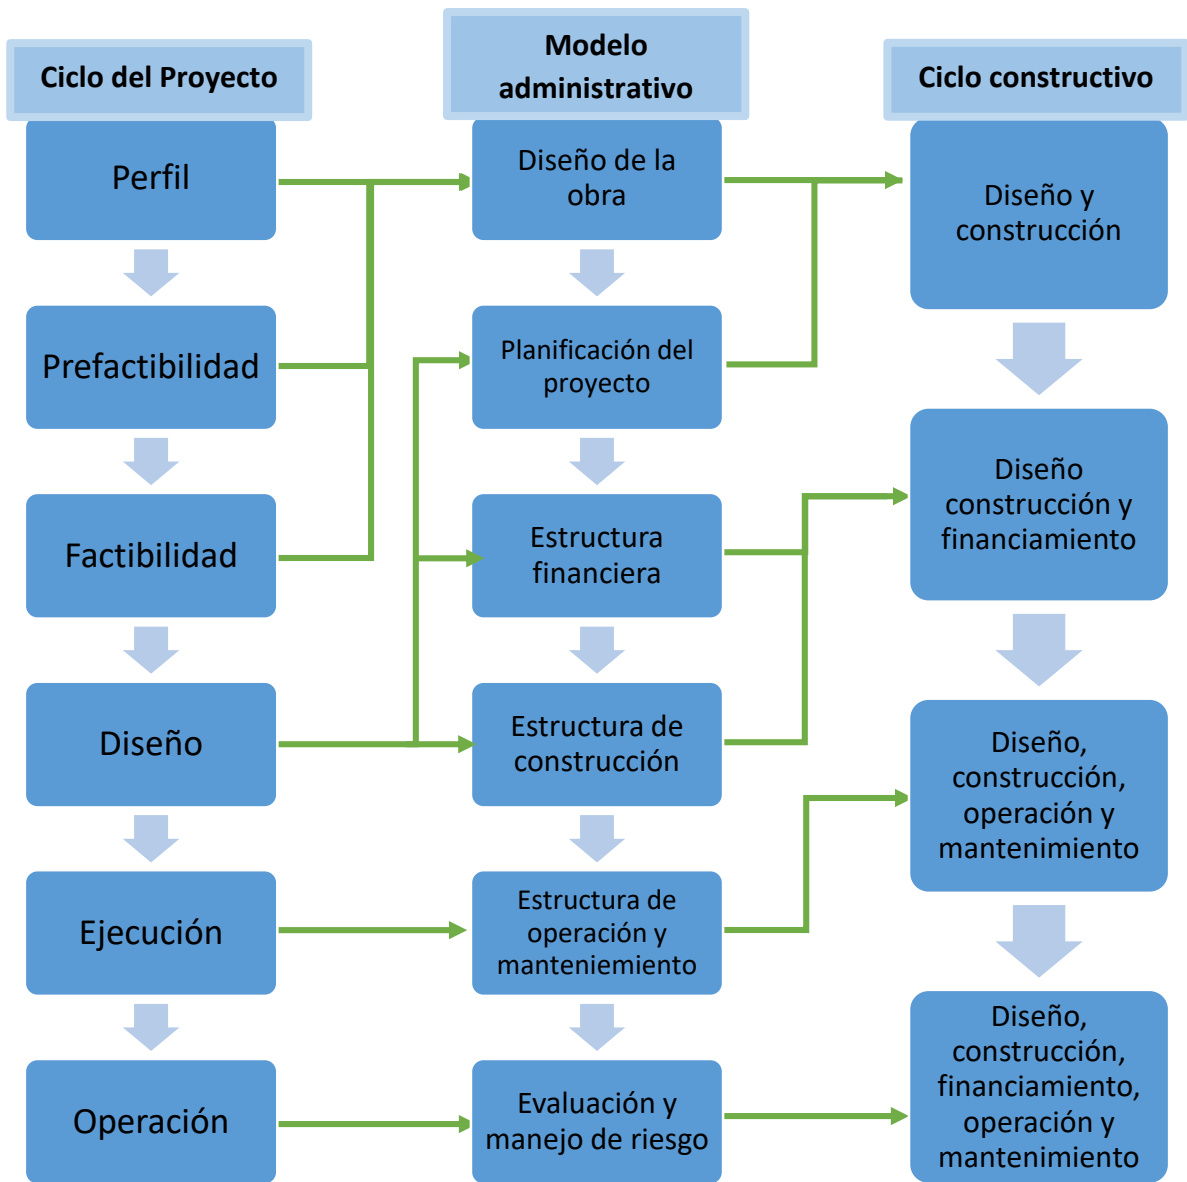 Ciclo del Proyecto
Perfil
Prefactibilidad
Factibilidad
Diseño
Ejecución
Operación
Modelo
administrativo
Diseño de la
obra
Planificación del
proyecto
Estructura
financiera
Estructura de
construcción
Estructura de
operación y
manteniemiento
Evaluación y
manejo de riesgo
Ciclo constructivo
Diseño y
construcción
Diseño
construcción y
financiamiento
Diseño,
construcción,
operación y
mantenimiento
Diseño,
construcción,
financiamiento,
operación y
mantenimiento